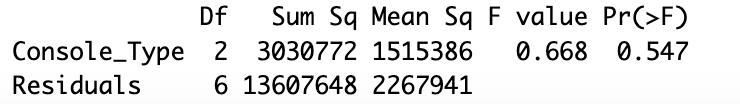 Df Sum Sq Mean Sq F value Pr(>F)
Console_Type 2 3030772 1515386 0.668 0.547
Residuals 6 13607648 2267941